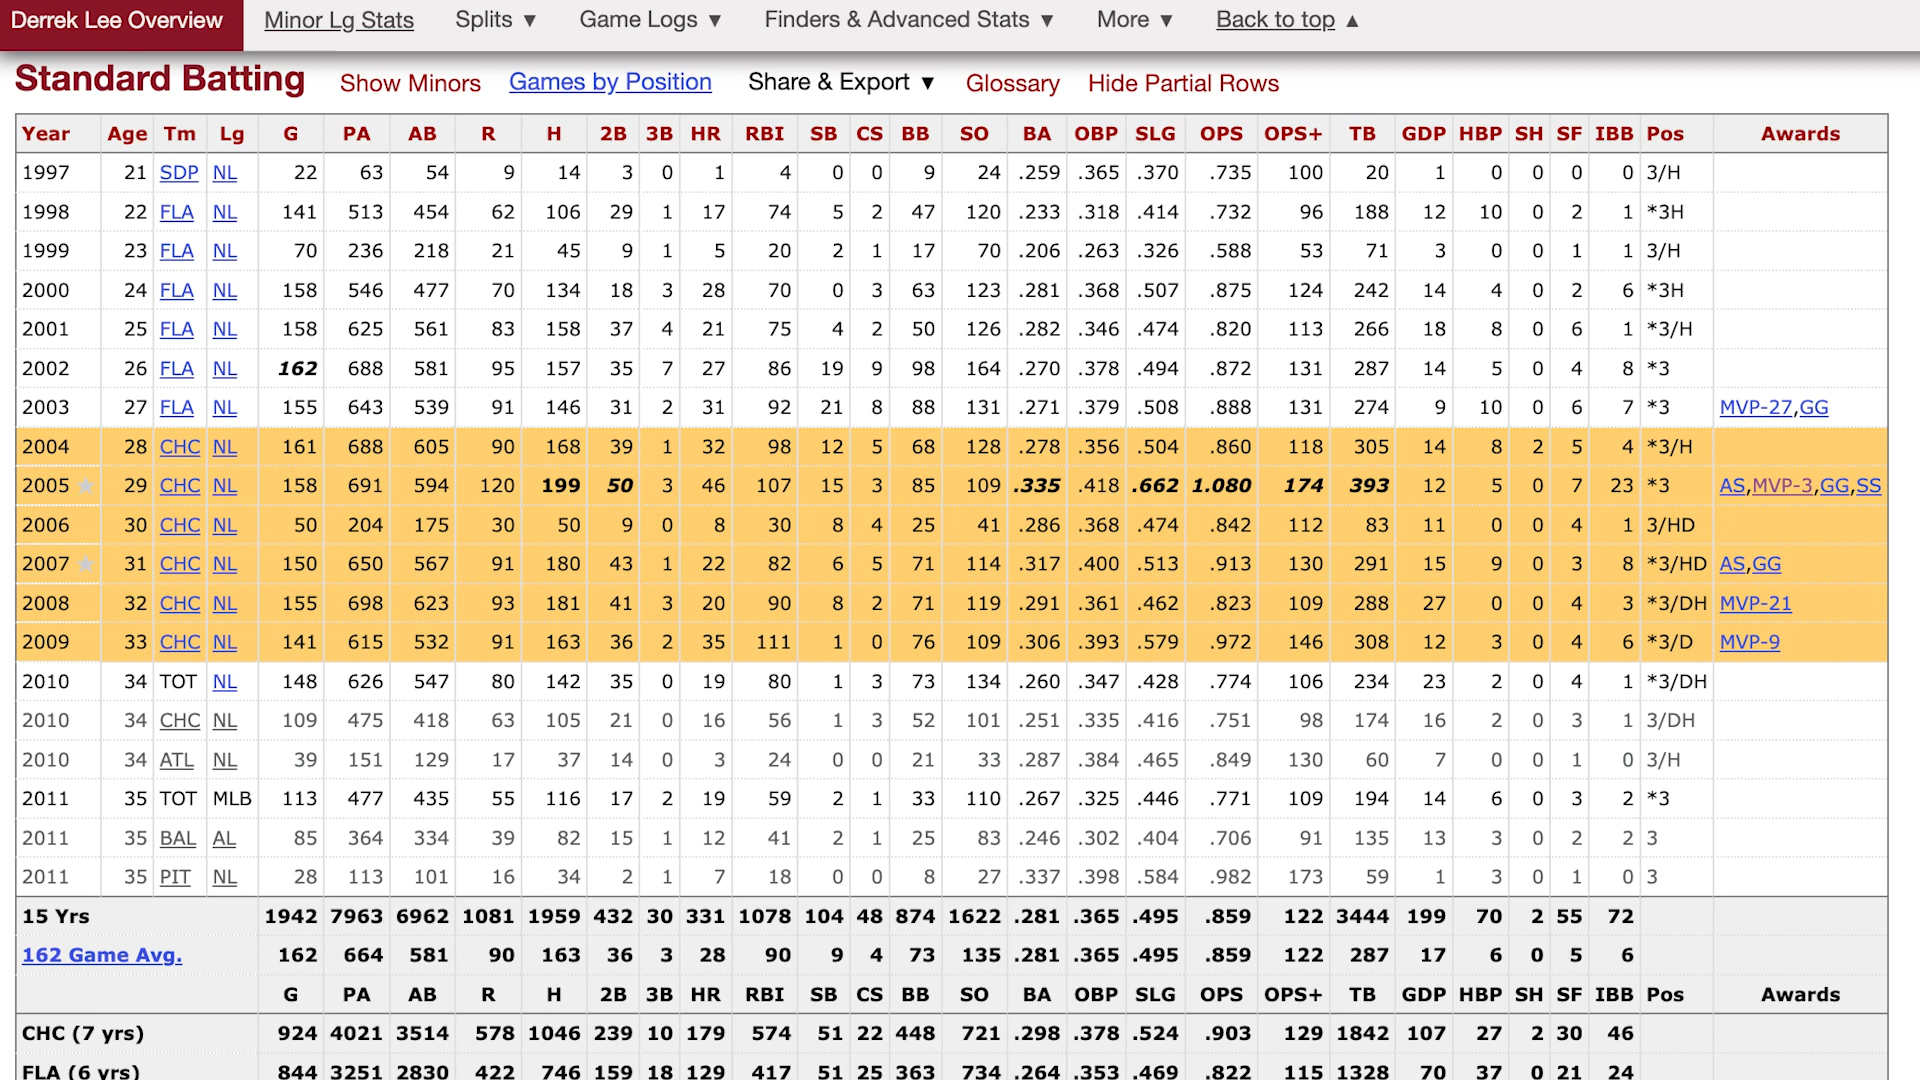 Derrek Lee Overview Minor Lg Stats Splits ▼ Game Logs ▼ Finders & Advanced Stats ▼ More ▼ Back to top ▲
Standard Batting Show Minors Games by Position Share & Export ▼ Glossary Hide Partial Rows
Year Age Tm Lg G PA AB R H 2B 3B HR RBI SB CS BB SO BA OBP SLG OPS OPS+ TB GDP HBP SH SF IBB Pos Awards
1997 21 SDP NL 22 63 54 9 14 3 0 1 4 0 0 9 24 .259 .365 .370 .735 100 20 1 0 0 0 0 3/H
1998 22 FLA NL 141 513 454 62 106 29 1 17 74 5 2 47 120 .233 .318 .414 .732 96 188 12 10 0 2 1 *3H
1999 23 FLA NL 70 236 218 21 45 9 1 5 20 2 1 17 70 .206 .263 .326 .588 53 71 3 0 0 1 1 3/H
2000 24 FLA NL 158 546 477 70 134 18 3 28 70 0 3 63 123 .281 .368 .507 .875 124 242 14 4 0 2 6 *3H
2001 25 FLA NL 158 625 561 83 158 37 4 21 75 4 2 50 126 .282 .346 .474 .820 113 266 18 8 0 6 1 *3/H
2002 26 FLA NL 162 688 581 95 157 35 7 27 86 19 9 98 164 .270 .378 .494 .872 131 287 14 5 0 4 8 *3
2003 27 FLA NL 155 643 539 91 146 31 2 31 92 21 8 88 131 .271 .379 .508 .888 131 274 9 10 0 6 7 *3 MVP-27,GG
2004 28 CHC NL 161 688 605 90 168 39 1 32 98 12 5 68 128 .278 .356 .504 .860 118 305 14 8 2 5 4 *3/H
2005 ★ 29 CHC NL 158 691 594 120 199 50 3 46 107 15 3 85 109 .335 .418 .662 1.080 174 393 12 5 0 7 23 *3 AS,MVP-3,GG,SS
2006 30 CHC NL 50 204 175 30 50 9 0 8 30 8 4 25 41 .286 .368 .474 .842 112 83 11 0 0 4 1 3/HD
2007 ★ 31 CHC NL 150 650 567 91 180 43 1 22 82 6 5 71 114 .317 .400 .513 .913 130 291 15 9 0 3 8 *3/HD AS,GG
2008 32 CHC NL 155 698 623 93 181 41 3 20 90 8 2 71 119 .291 .361 .462 .823 109 288 27 0 0 4 3 *3/DH MVP-21
2009 33 CHC NL 141 615 532 91 163 36 2 35 111 1 0 76 109 .306 .393 .579 .972 146 308 12 3 0 4 6 *3/D MVP-9
2010 34 TOT NL 148 626 547 80 142 35 0 19 80 1 3 73 134 .260 .347 .428 .774 106 234 23 2 0 4 1 *3/DH
2010 34 CHC NL 109 475 418 63 105 21 0 16 56 1 3 52 101 .251 .335 .416 .751 98 174 16 2 0 3 1 3/DH
2010 34 ATL NL 39 151 129 17 37 14 0 3 24 0 0 21 33 .287 .384 .465 .849 130 60 7 0 0 1 0 3/H
2011 35 TOT MLB 113 477 435 55 116 17 2 19 59 2 1 33 110 .267 .325 .446 .771 109 194 14 6 0 3 2 *3
2011 35 BAL AL 85 364 334 39 82 15 1 12 41 2 1 25 83 .246 .302 .404 .706 91 135 13 3 0 2 2 3
2011 35 PIT NL 28 113 101 16 34 2 1 7 18 0 0 8 27 .337 .398 .584 .982 173 59 1 3 0 1 0 3
15 Yrs 1942 7963 6962 1081 1959 432 30 331 1078 104 48 874 1622 .281 .365 .495 .859 122 3444 199 70 2 55 72
162 Game Avg. 162 664 581 90 163 36 3 28 90 9 4 73 135 .281 .365 .495 .859 122 287 17 6 0 5 6
G PA AB R H 2B 3B HR RBI SB CS BB SO BA OBP SLG OPS OPS+ TB GDP HBP SH SF IBB Pos Awards
CHC (7 yrs) 924 4021 3514 578 1046 239 10 179 574 51 22 448 721 .298 .378 .524 .903 129 1842 107 27 2 30 46
FLA (6 yrs) 844 3251 2830 422 746 159 18 129 417 51 25 363 734 .264 .353 .469 .822 115 1328 70 37 0 21 24